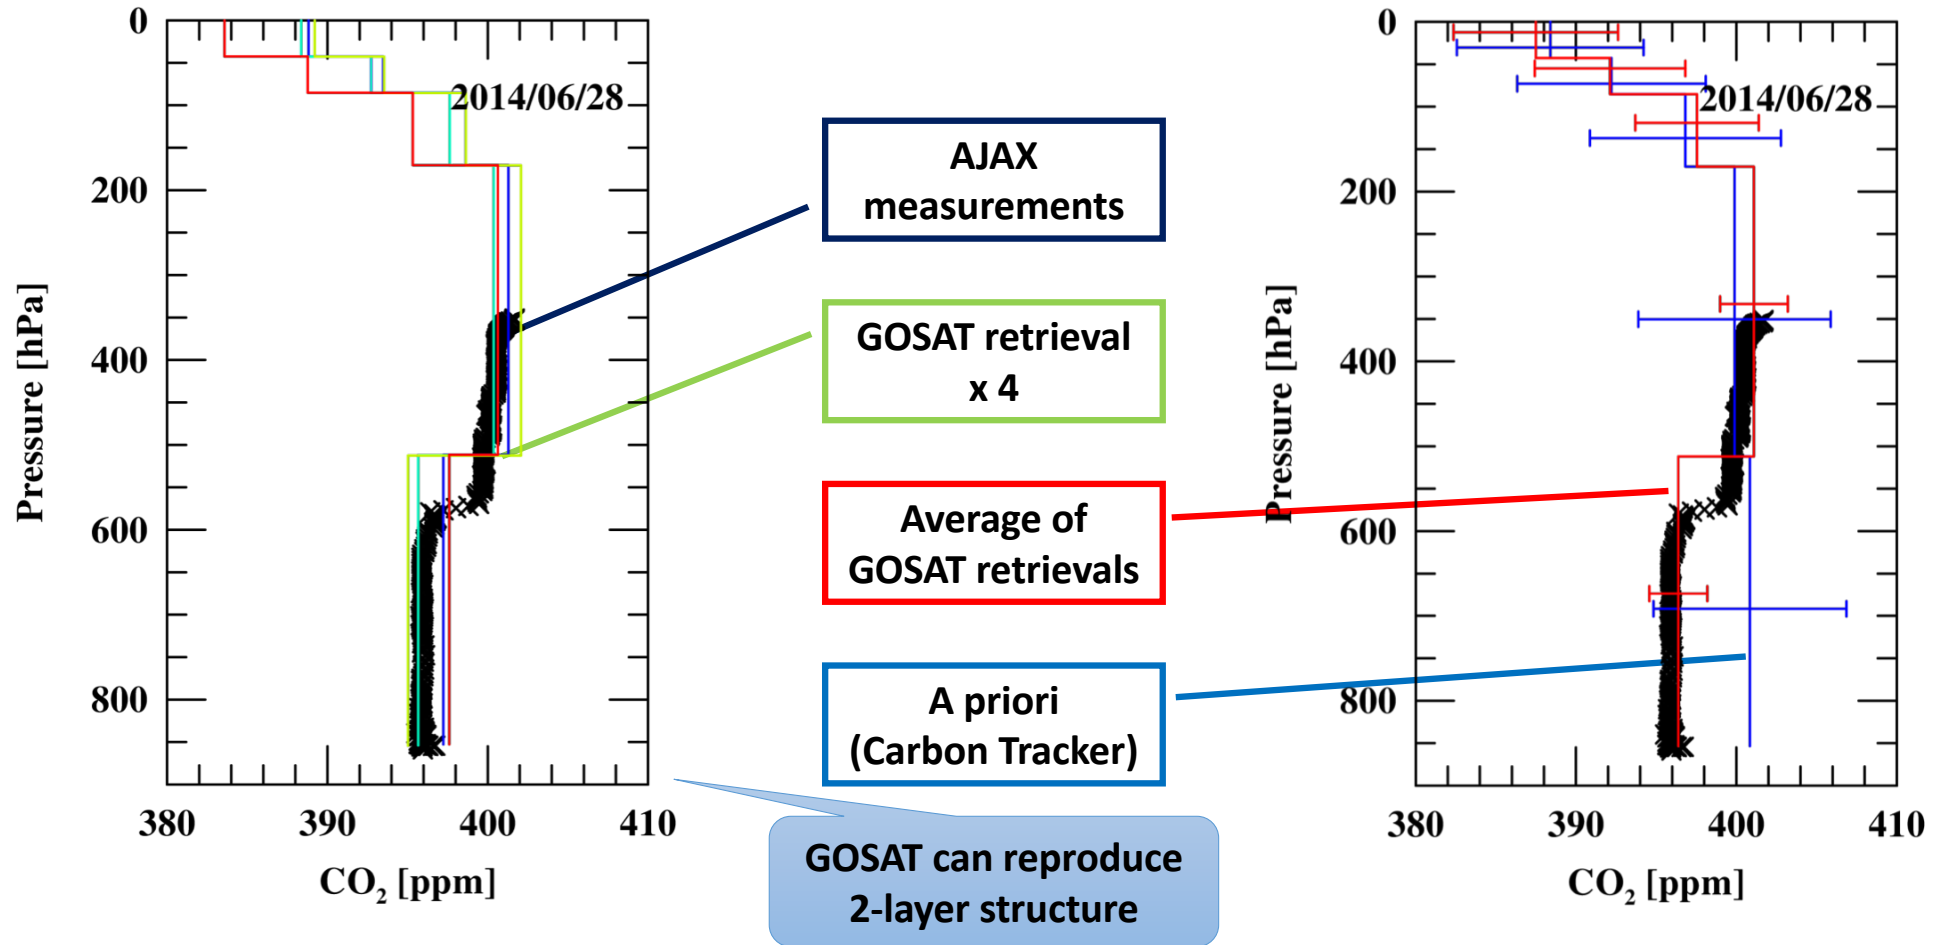 0
200
400
600
800
Pressure [hPa]
2014/06/28
380
390
400
410
CO2 [ppm]
AJAX
measurements
GOSAT retrieval
x 4
Average of
GOSAT retrievals
A priori
(Carbon Tracker)
GOSAT can reproduce
2-layer structure
0
200
400
600
800
Pressure [hPa]
2014/06/28
380
390
400
410
CO2 [ppm]